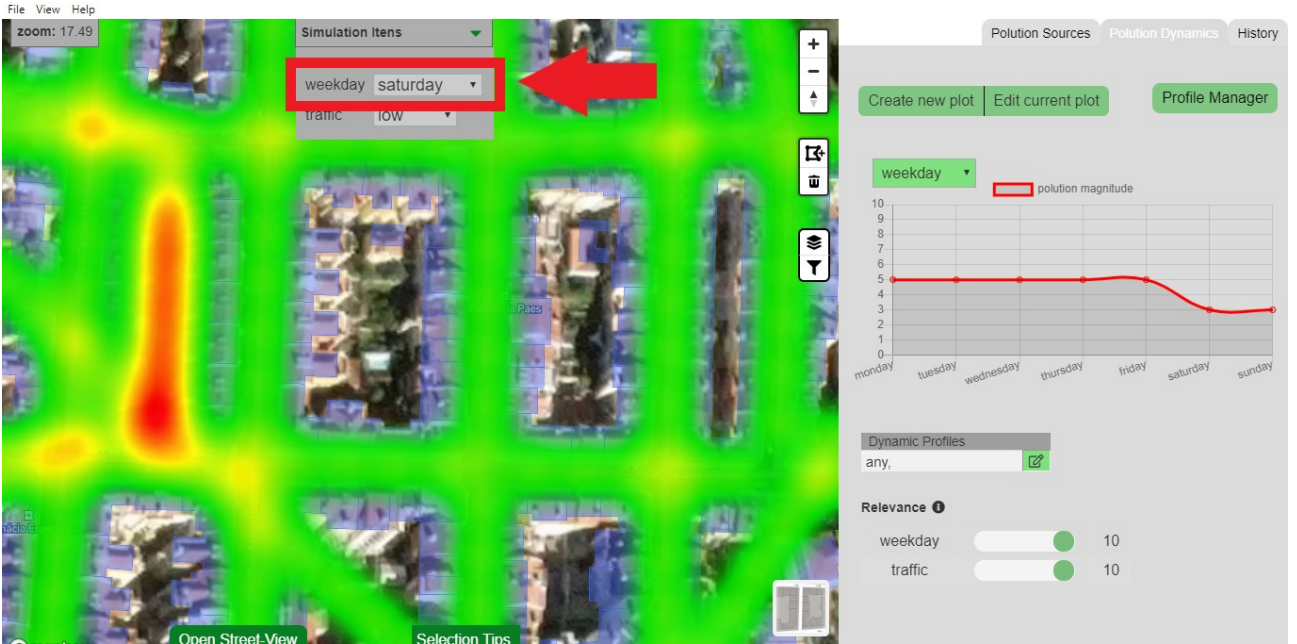 File View Help
zoom: 17.49
Simulation Itens
weekday saturday
traffic low
Paes
Open Street-View
Selection Tips
Polution Sources Polution Dynamics History
Create new plot Edit current plot Profile Manager
weekday
polution magnitude
10
9
8
7
6
5
4
3
2
1
0
monday tuesday wednesday thursday friday saturday sunday
Dynamic Profiles
any,
Relevance
weekday 10
traffic 10